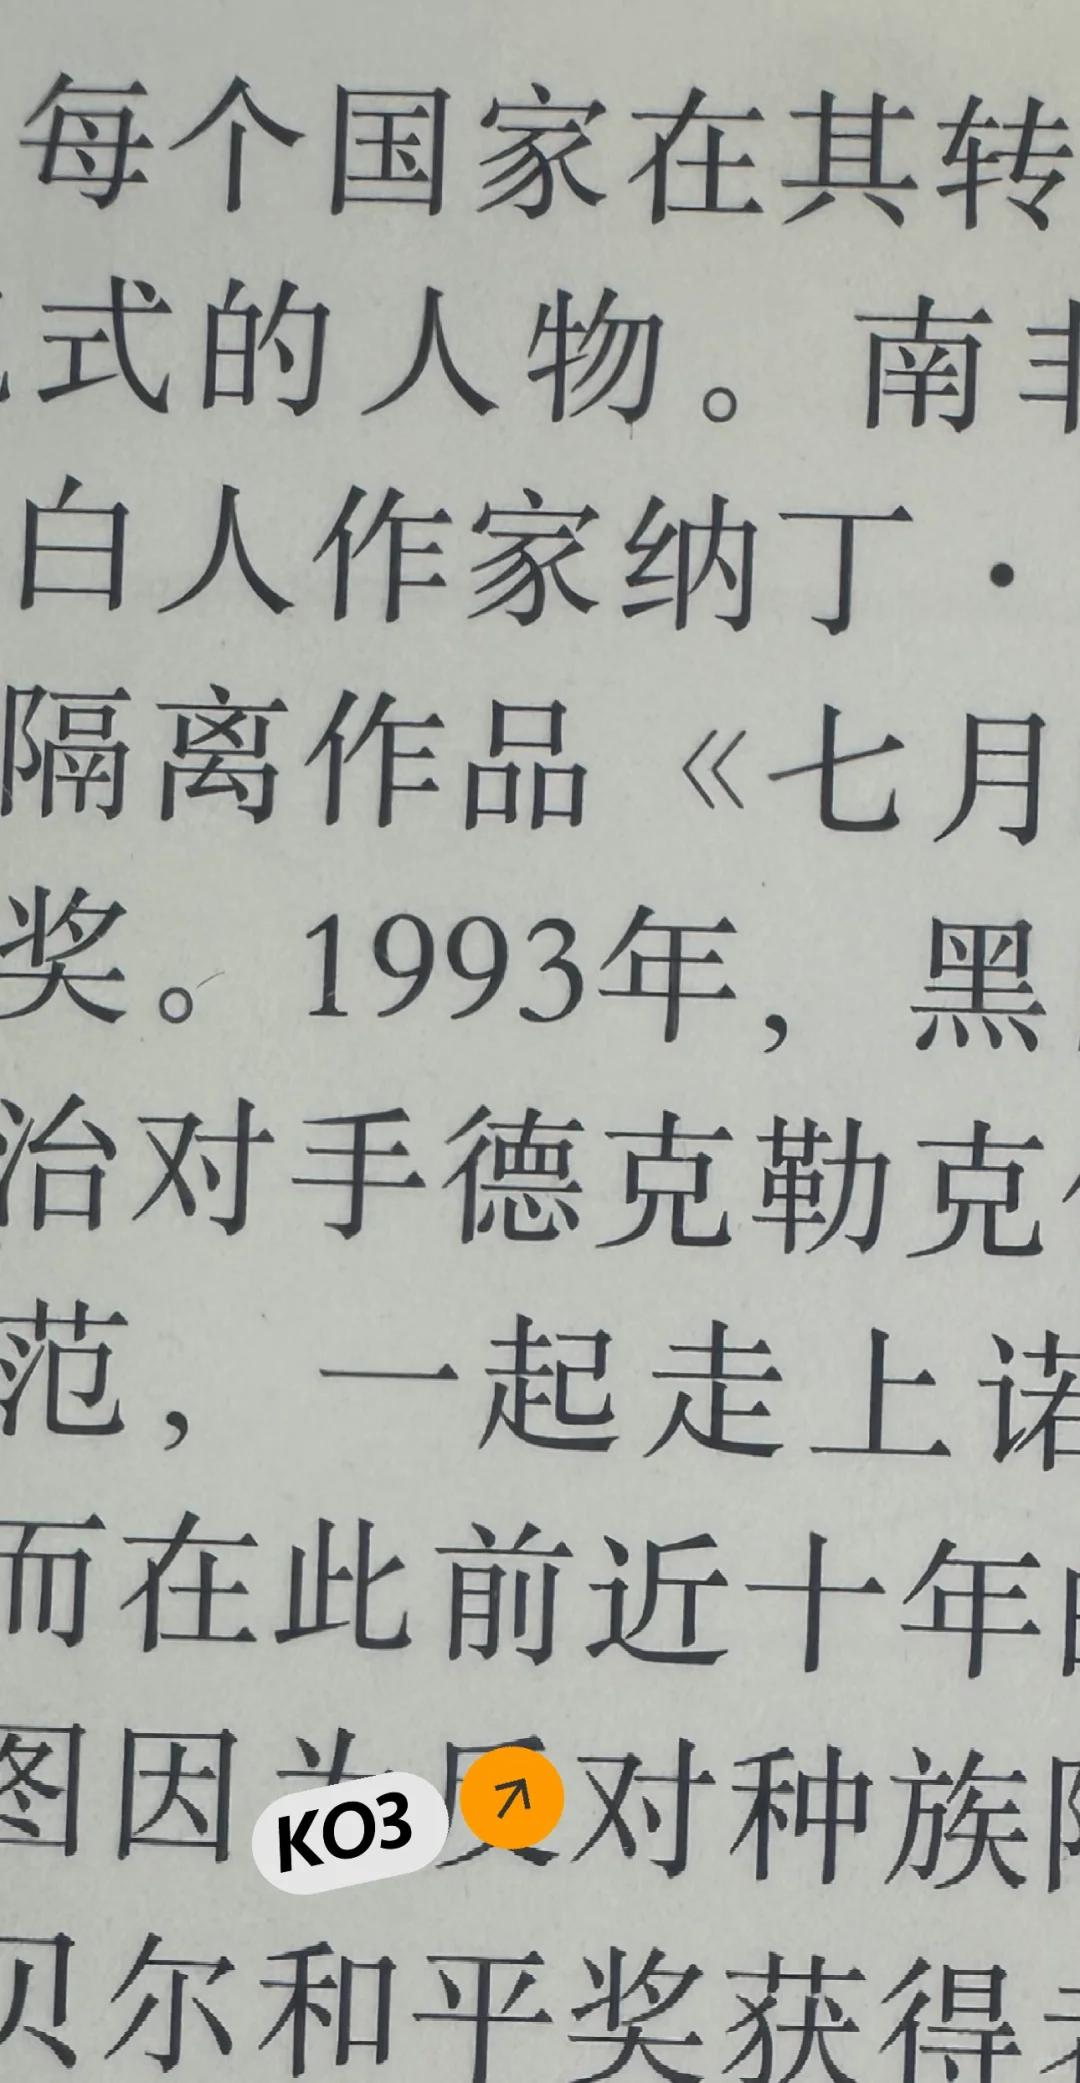 每个国家在其转
式的人物。南非
白人作家纳丁·
隔离作品《七月
奖。1993年，黑
治对手德克勒克
范，一起走上诺
而在此前近十年
图因为反对种族
KO3
贝尔和平奖获得